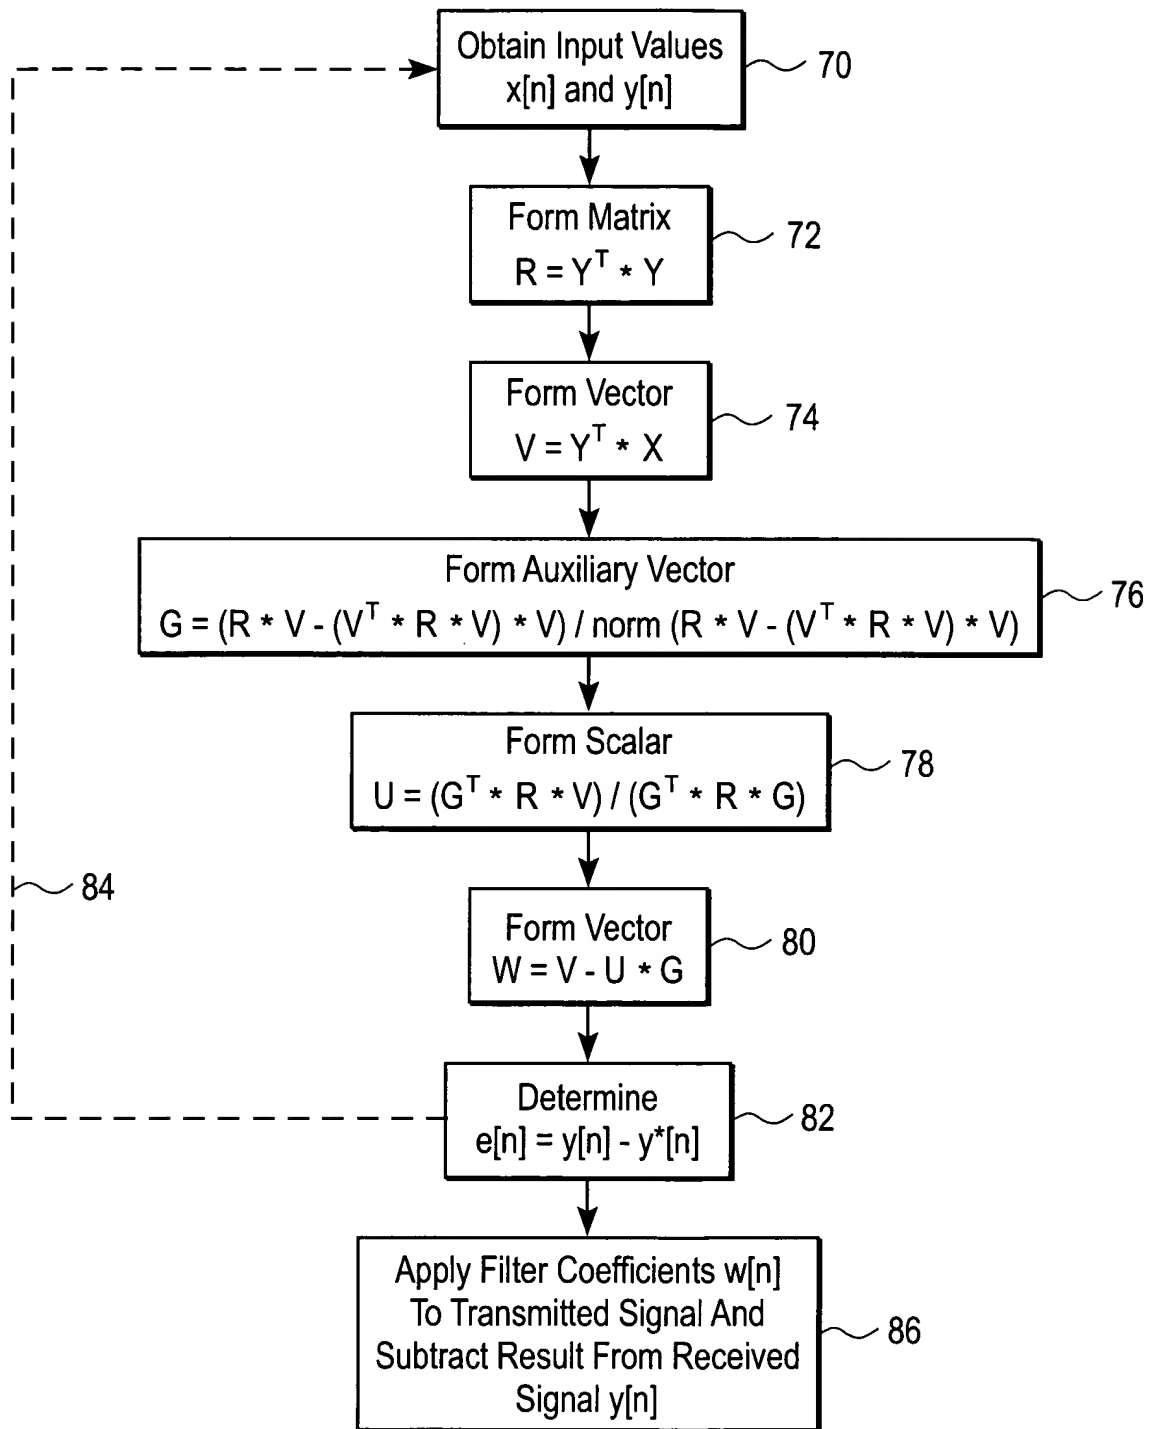 Obtain Input Values
x[n] and y[n]
70
Form Matrix
R = Y^T * Y
72
Form Vector
V = Y^T * X
74
Form Auxiliary Vector
G = (R * V - (V^T * R * V) * V) / norm (R * V - (V^T * R * V) * V)
76
Form Scalar
U = (G^T * R * V) / (G^T * R * G)
78
84
Form Vector
W = V - U * G
80
Determine
e[n] = y[n] - y*[n]
82
Apply Filter Coefficients w[n]
To Transmitted Signal And
Subtract Result From Received
Signal y[n]
86